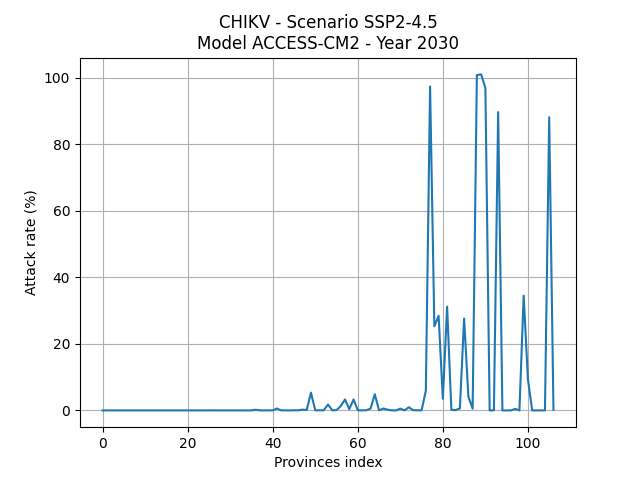 CHIKV - Scenario SSP2-4.5
Model ACCESS-CM2 - Year 2030
Attack rate (%)
100
80
60
40
20
0
0 20 40 60 80 100
Provinces index